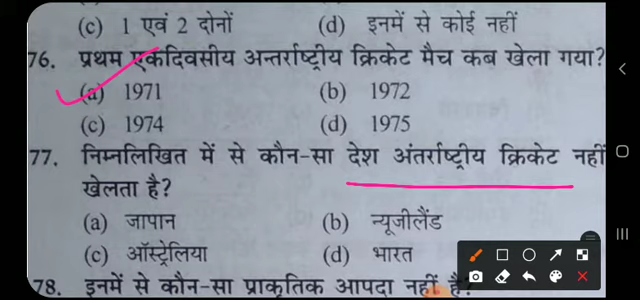 (c) 1 एवं 2 दोनों (d) इनमें से कोई नहीं
76. प्रथम एकदिवसीय अन्तर्राष्ट्रीय क्रिकेट मैच कब खेला गया?
(a) 1971 (b) 1972
(c) 1974 (d) 1975
77. निम्नलिखित में से कौन-सा देश अंतर्राष्ट्रीय क्रिकेट नहीं
खेलता है?
(a) जापान (b) न्यूजीलैंड
(c) ऑस्ट्रेलिया (d) भारत
78. इनमें से कौन-सा प्राकृतिक आपदा नहीं है?